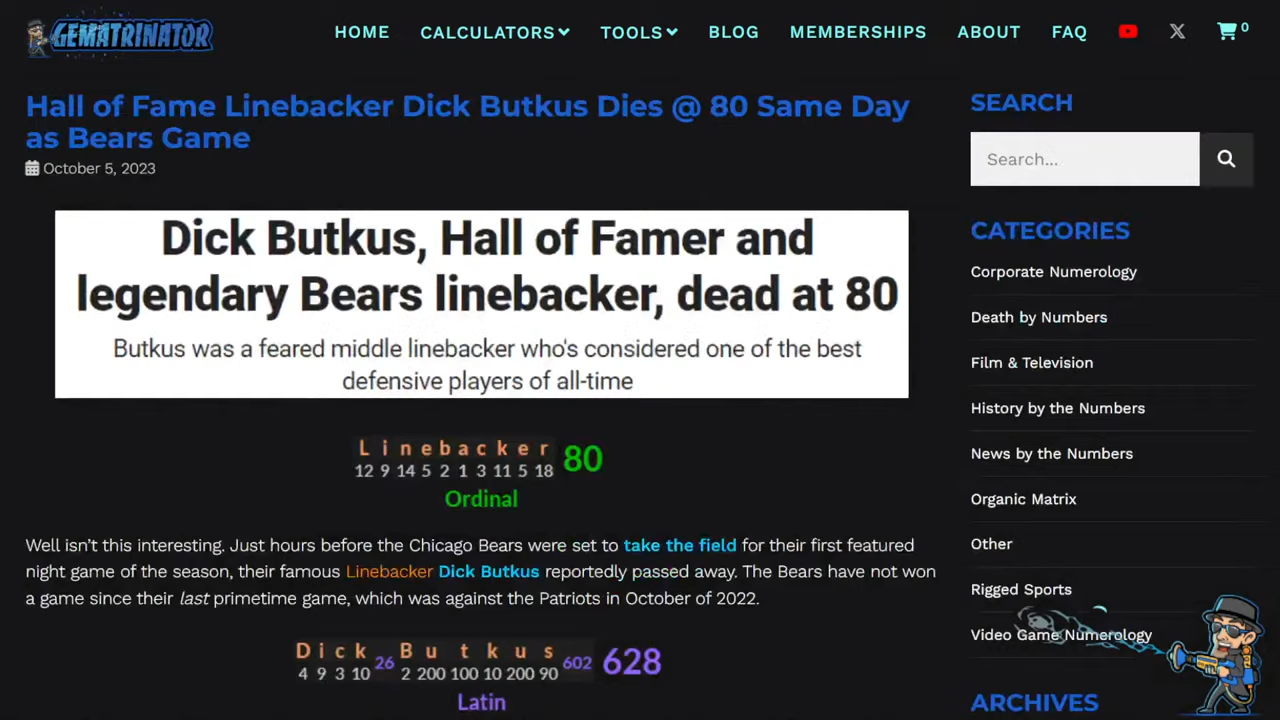 GEMATRINATOR
HOME CALCULATORS TOOLS BLOG MEMBERSHIPS ABOUT FAQ 0
Hall of Fame Linebacker Dick Butkus Dies @ 80 Same Day
as Bears Game
October 5, 2023
Dick Butkus, Hall of Famer and
legendary Bears linebacker, dead at 80
Butkus was a feared middle linebacker who's considered one of the best
defensive players of all-time
Linebacker 80
12 9 14 5 2 1 3 11 5 18
Ordinal
Well isn't this interesting. Just hours before the Chicago Bears were set to take the field for their first featured
night game of the season, their famous Linebacker Dick Butkus reportedly passed away. The Bears have not won
a game since their last primetime game, which was against the Patriots in October of 2022.
Dick 26 Butkus 602 628
4 9 3 10 2 200 100 10 200 90
Latin
SEARCH
Search...
CATEGORIES
Corporate Numerology
Death by Numbers
Film & Television
History by the Numbers
News by the Numbers
Organic Matrix
Other
Rigged Sports
Video Game Numerology
ARCHIVES